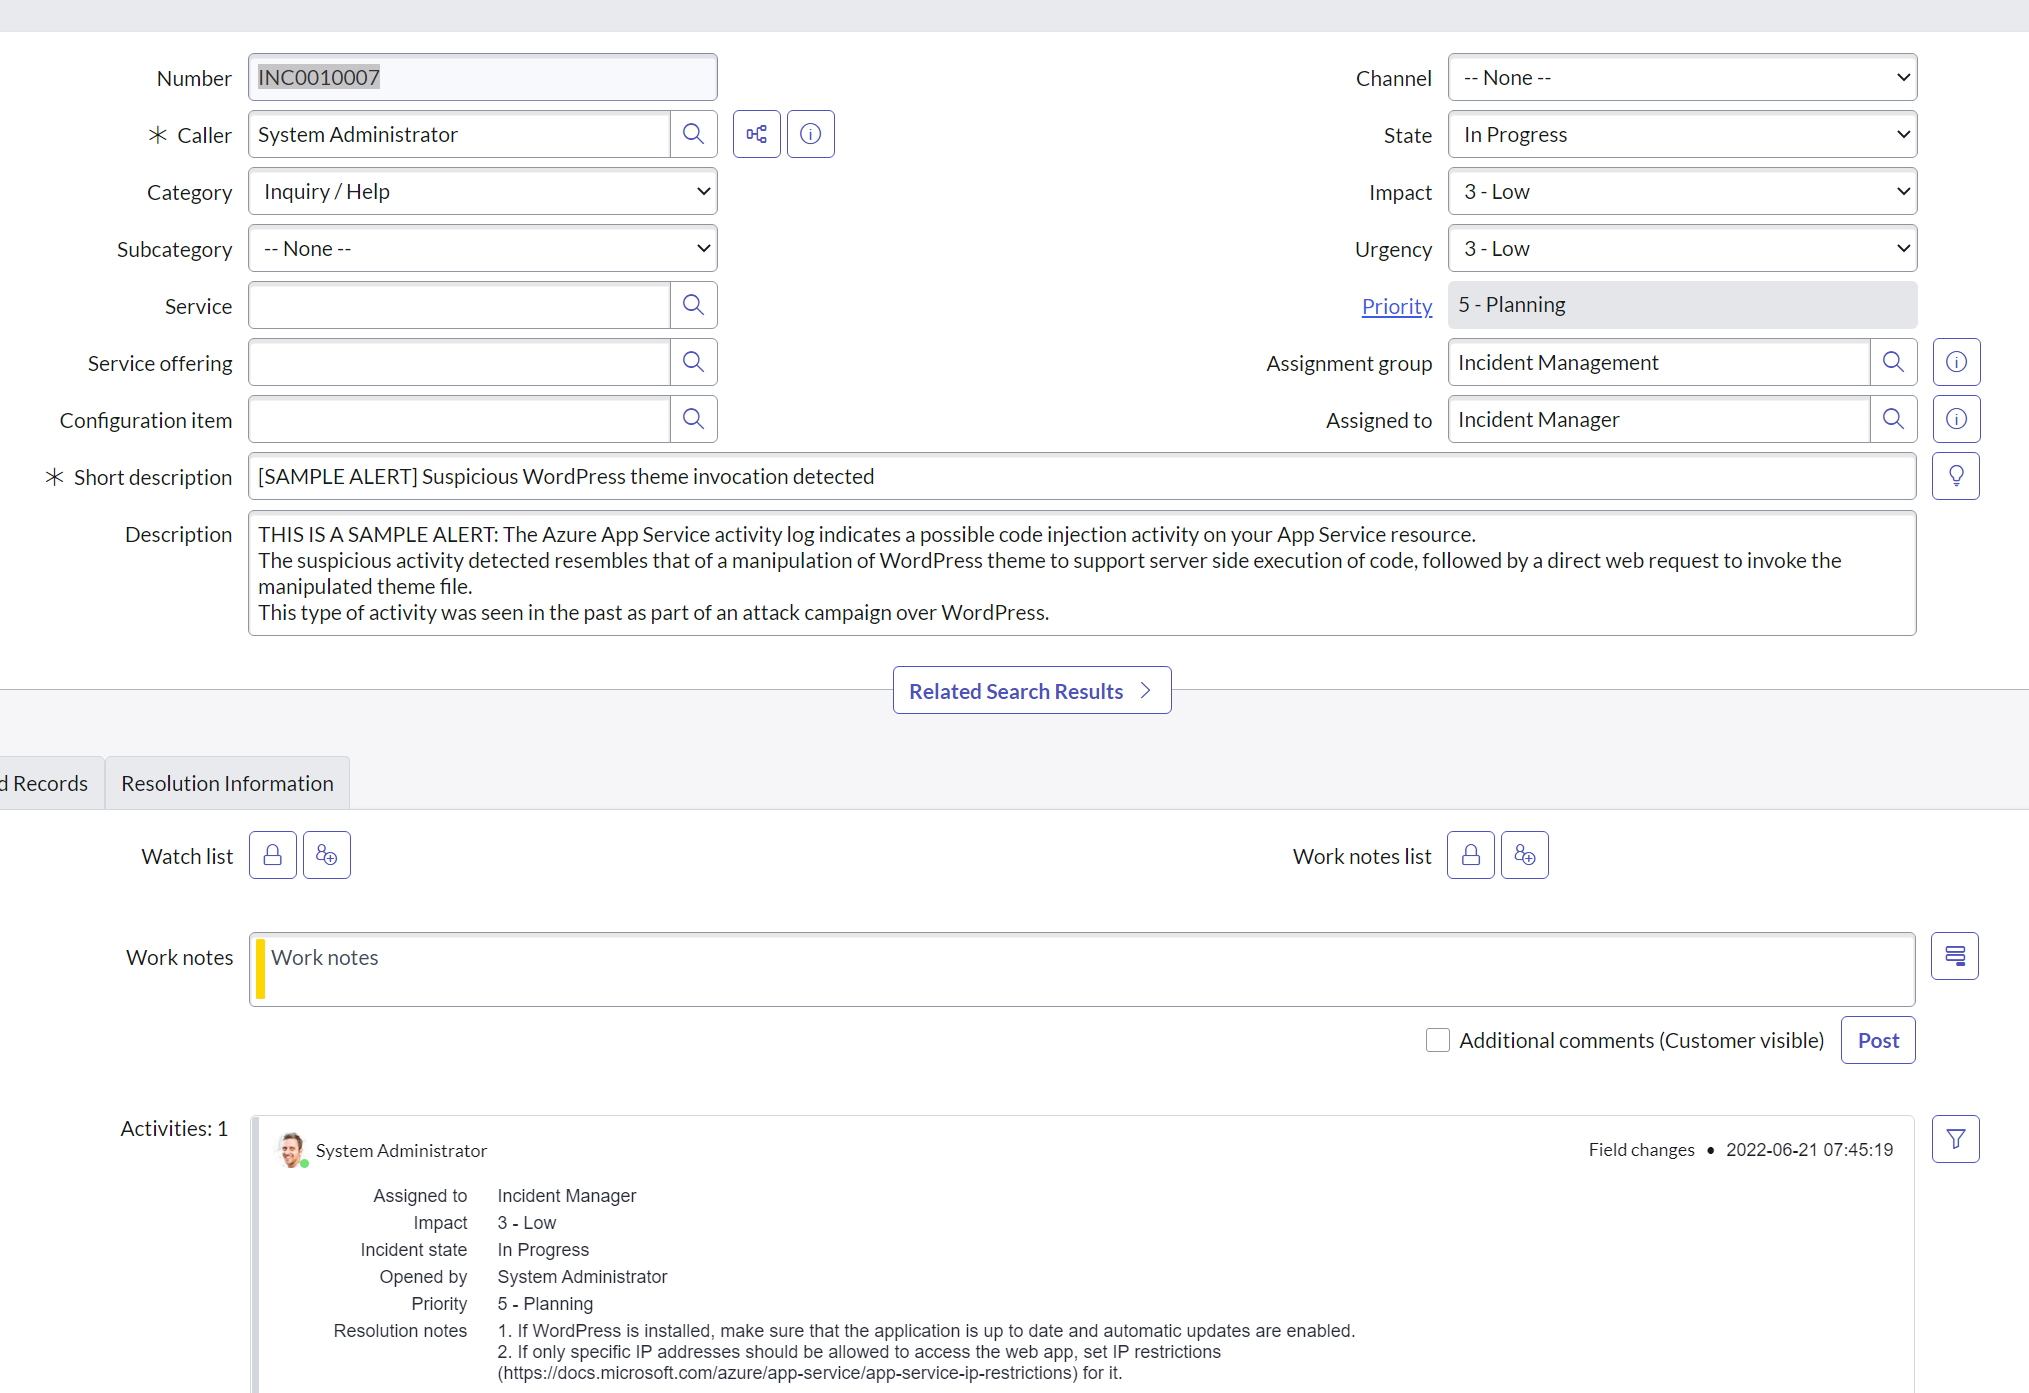 Number INC0010007
Channel -- None --
Caller System Administrator
State In Progress
Category Inquiry / Help
Impact 3 - Low
Subcategory -- None --
Urgency 3 - Low
Service
Priority 5 - Planning
Service offering
Assignment group Incident Management
Configuration item
Assigned to Incident Manager
Short description [SAMPLE ALERT] Suspicious WordPress theme invocation detected
Description THIS IS A SAMPLE ALERT: The Azure App Service activity log indicates a possible code injection activity on your App Service resource.
The suspicious activity detected resembles that of a manipulation of WordPress theme to support server side execution of code, followed by a direct web request to invoke the
manipulated theme file.
This type of activity was seen in the past as part of an attack campaign over WordPress.
Related Search Results
d Records Resolution Information
Watch list
Work notes list
Work notes Work notes
Additional comments (Customer visible) Post
Activities: 1
System Administrator Field changes • 2022-06-21 07:45:19
Assigned to Incident Manager
Impact 3 - Low
Incident state In Progress
Opened by System Administrator
Priority 5 - Planning
Resolution notes 1. If WordPress is installed, make sure that the application is up to date and automatic updates are enabled.
2. If only specific IP addresses should be allowed to access the web app, set IP restrictions
(https://docs.microsoft.com/azure/app-service/app-service-ip-restrictions) for it.